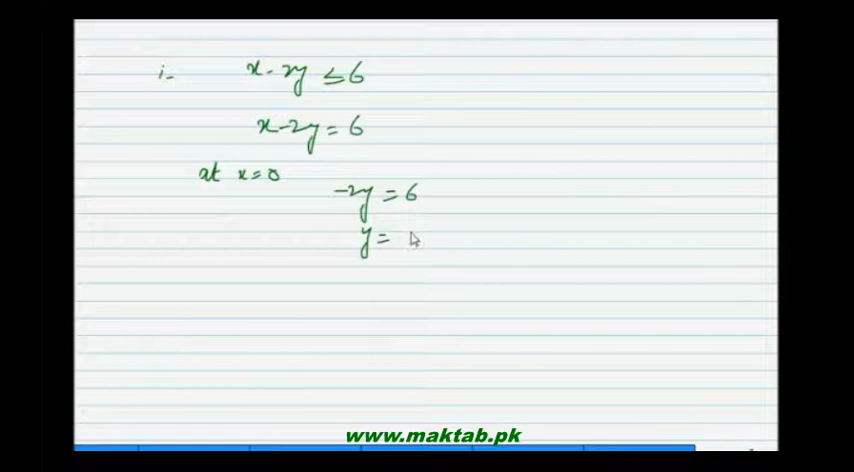 i- x - 2y ≤ 6
x - 2y = 6
at x = 0
-2y = 6
y =
www.maktab.pk